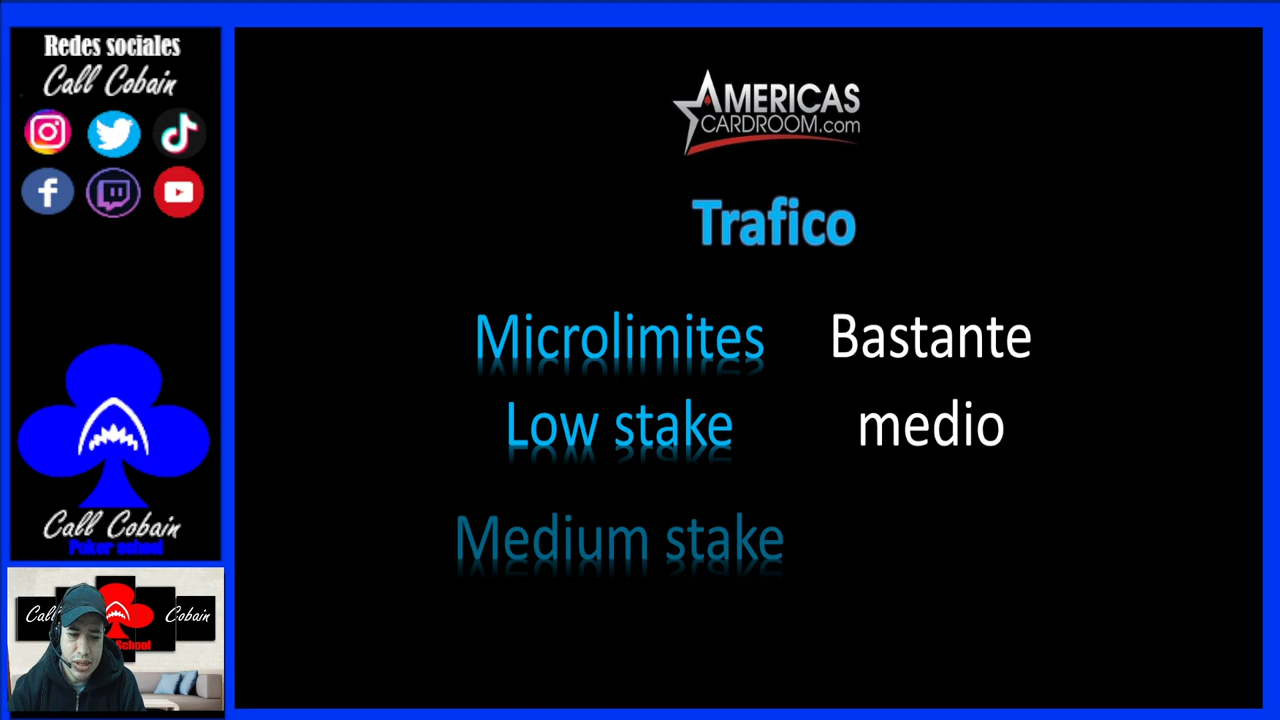 Redes sociales
Call Cobain
AMERICAS
CARDROOM.com
Trafico
Microlimites Bastante
Low stake medio
Medium stake
Call Cobain
Poker school
Call Cobain
School